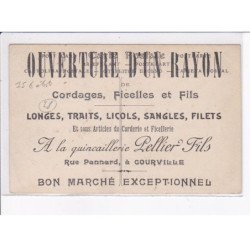 OUVERTURE D'UN RAYON
DE
Cordages, Ficelles et Fils
LONGES, TRAITS, LICOLS, SANGLES, FILETS
Et tous Articles de Corderie et Ficellerie
A la quincaillerie Pellier Fils
Rue Pannard, à COURVILLE
BON MARCHÉ EXCEPTIONNEL